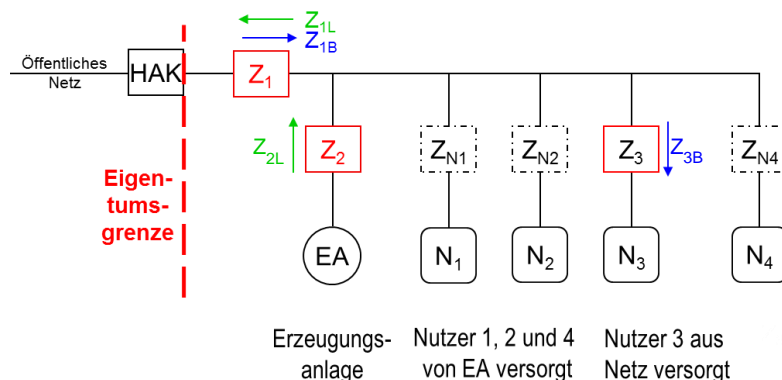 Z1L
Z1B
Öffentliches
Netz
HAK
Z1
Z2L
Z2
ZN1
ZN2
Z3
Z3B
ZN4
Eigen-
tums-
grenze
EA
N1
N2
N3
N4
Erzeugungs-
anlage
Nutzer 1, 2 und 4
von EA versorgt
Nutzer 3 aus
Netz versorgt